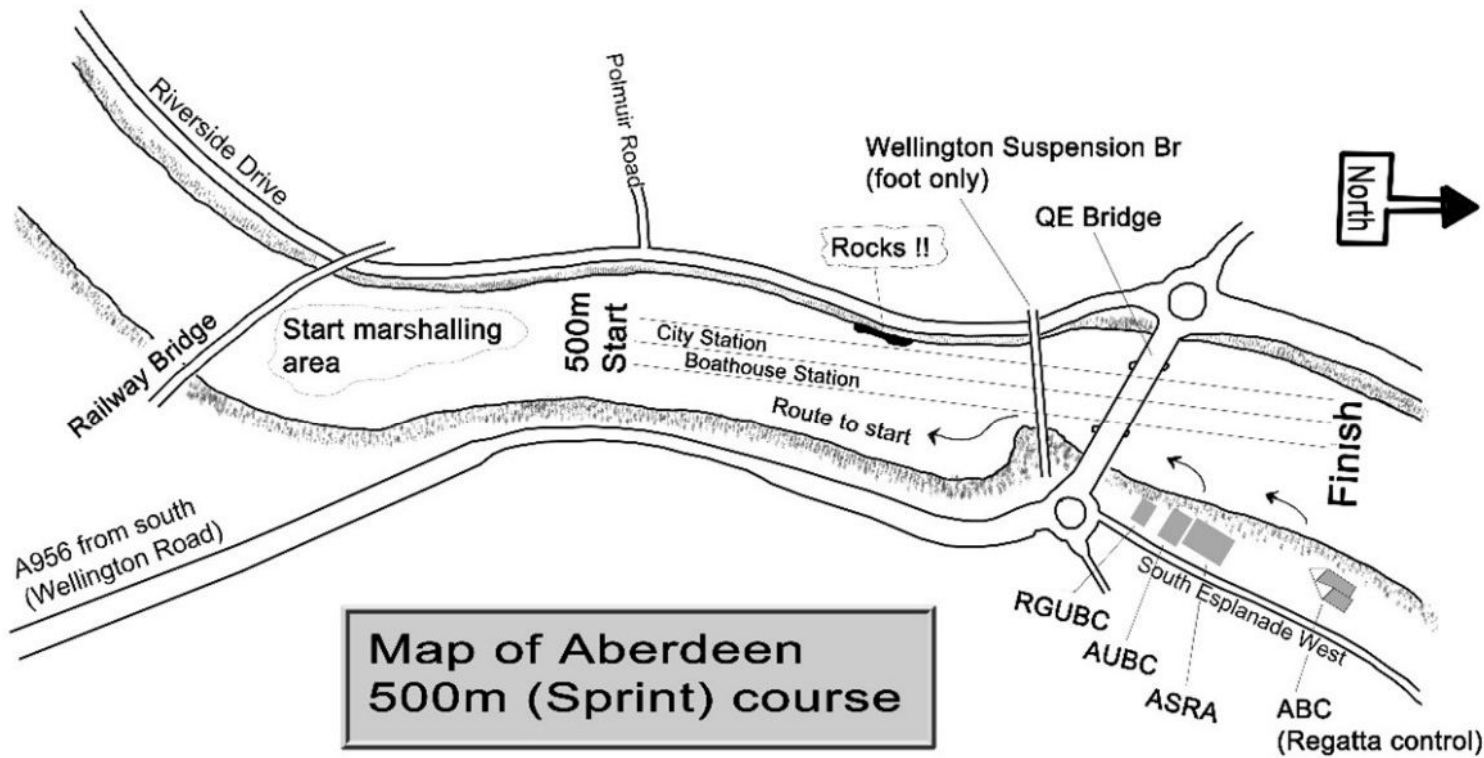 Riverside Drive
Polmuir Road
Wellington Suspension Br
(foot only)
QE Bridge
North
Rocks !!
Railway Bridge
Start marshalling
area
500m
Start
City Station
Boathouse Station
Route to start
Finish
A956 from south
(Wellington Road)
South Esplanade West
RGUBC
AUBC
ASRA
ABC
(Regatta control)
Map of Aberdeen
500m (Sprint) course